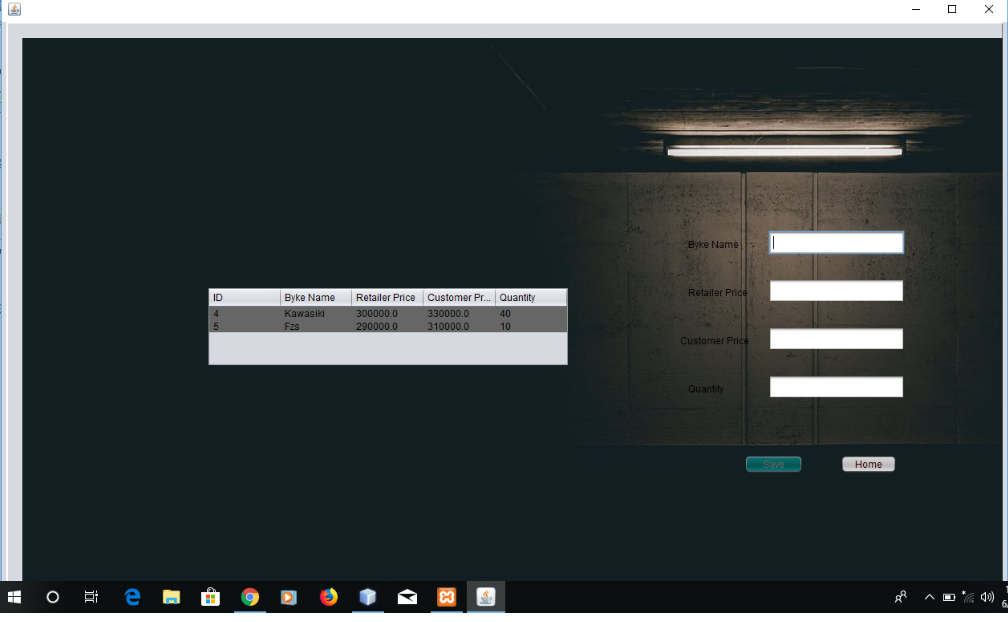 ID Byke Name Retailer Price Customer Pr... Quantity
4 Kawasiki 300000.0 330000.0 40
5 Fzs 290000.0 310000.0 10
Byke Name
Retailer Price
Customer Price
Quantity
Save Home